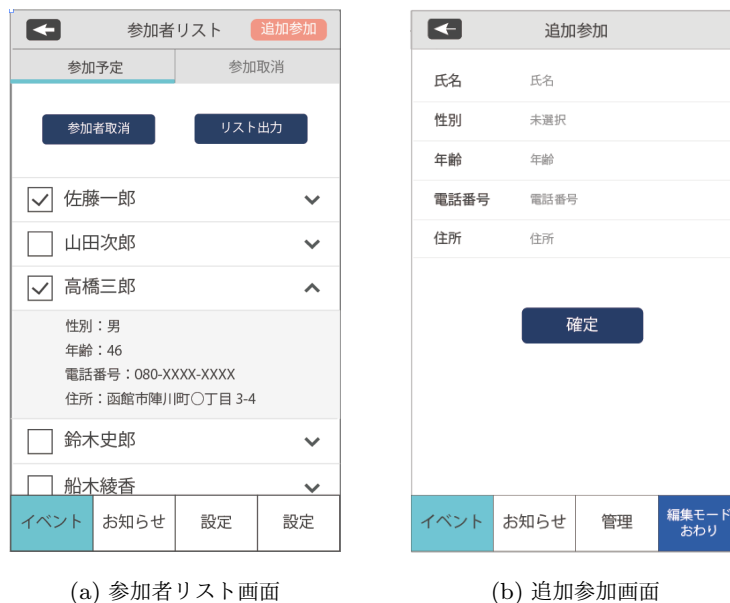 参加者リスト 追加参加
参加予定 参加取消
参加者取消 リスト出力
佐藤一郎
山田次郎
高橋三郎
性別：男
年齢：46
電話番号：080-XXXX-XXXX
住所：函館市陣川町○丁目 3-4
鈴木史郎
船木綾香
イベント お知らせ 設定 設定
(a) 参加者リスト画面
追加参加
氏名 氏名
性別 未選択
年齢 年齢
電話番号 電話番号
住所 住所
確定
イベント お知らせ 管理 編集モード
おわり
(b) 追加参加画面